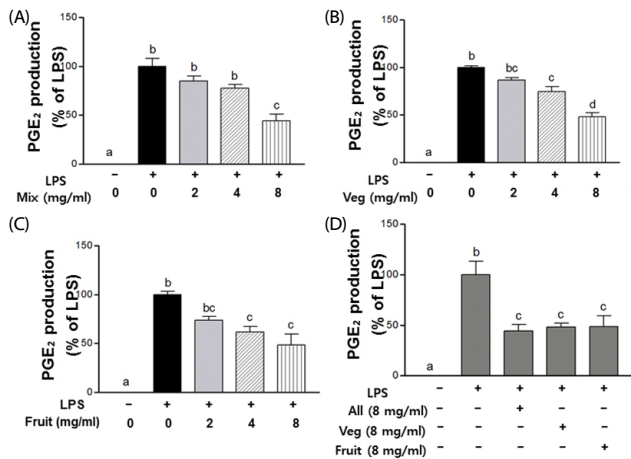 (A)
PGE2 production
(% of LPS)
150
100
50
0
a
b
b
b
c
LPS − + + + +
Mix (mg/ml) 0 0 2 4 8
(B)
PGE2 production
(% of LPS)
150
100
50
0
a
b
bc
c
d
LPS − + + + +
Veg (mg/ml) 0 0 2 4 8
(C)
PGE2 production
(% of LPS)
150
100
50
0
a
b
bc
c
c
LPS − + + + +
Fruit (mg/ml) 0 0 2 4 8
(D)
PGE2 production
(% of LPS)
150
100
50
0
a
b
c
c
c
LPS − + + + +
All (8 mg/ml) − − + − −
Veg (8 mg/ml) − − − + −
Fruit (8 mg/ml) − − − − +